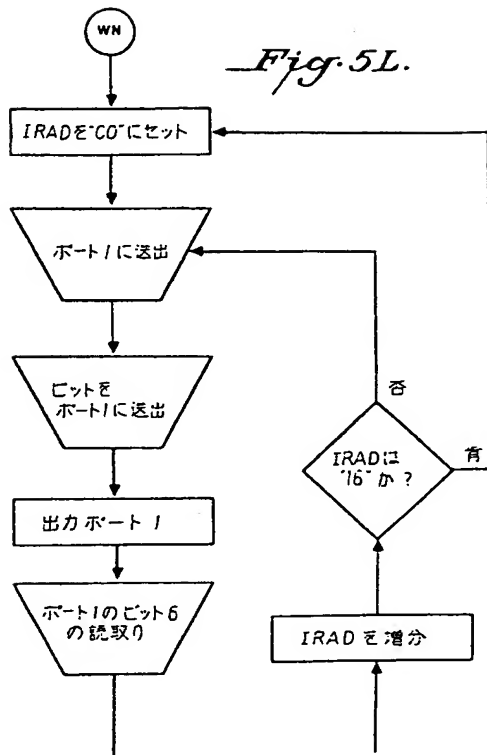 WN
Fig. 5L.
IRADを"C0"にセット
ポート1に送出
ビットを
ポート1に送出
出力ポート 1
ポート1のビット6
の読取り
否
IRADは
"16"か?
肯
IRADを増分